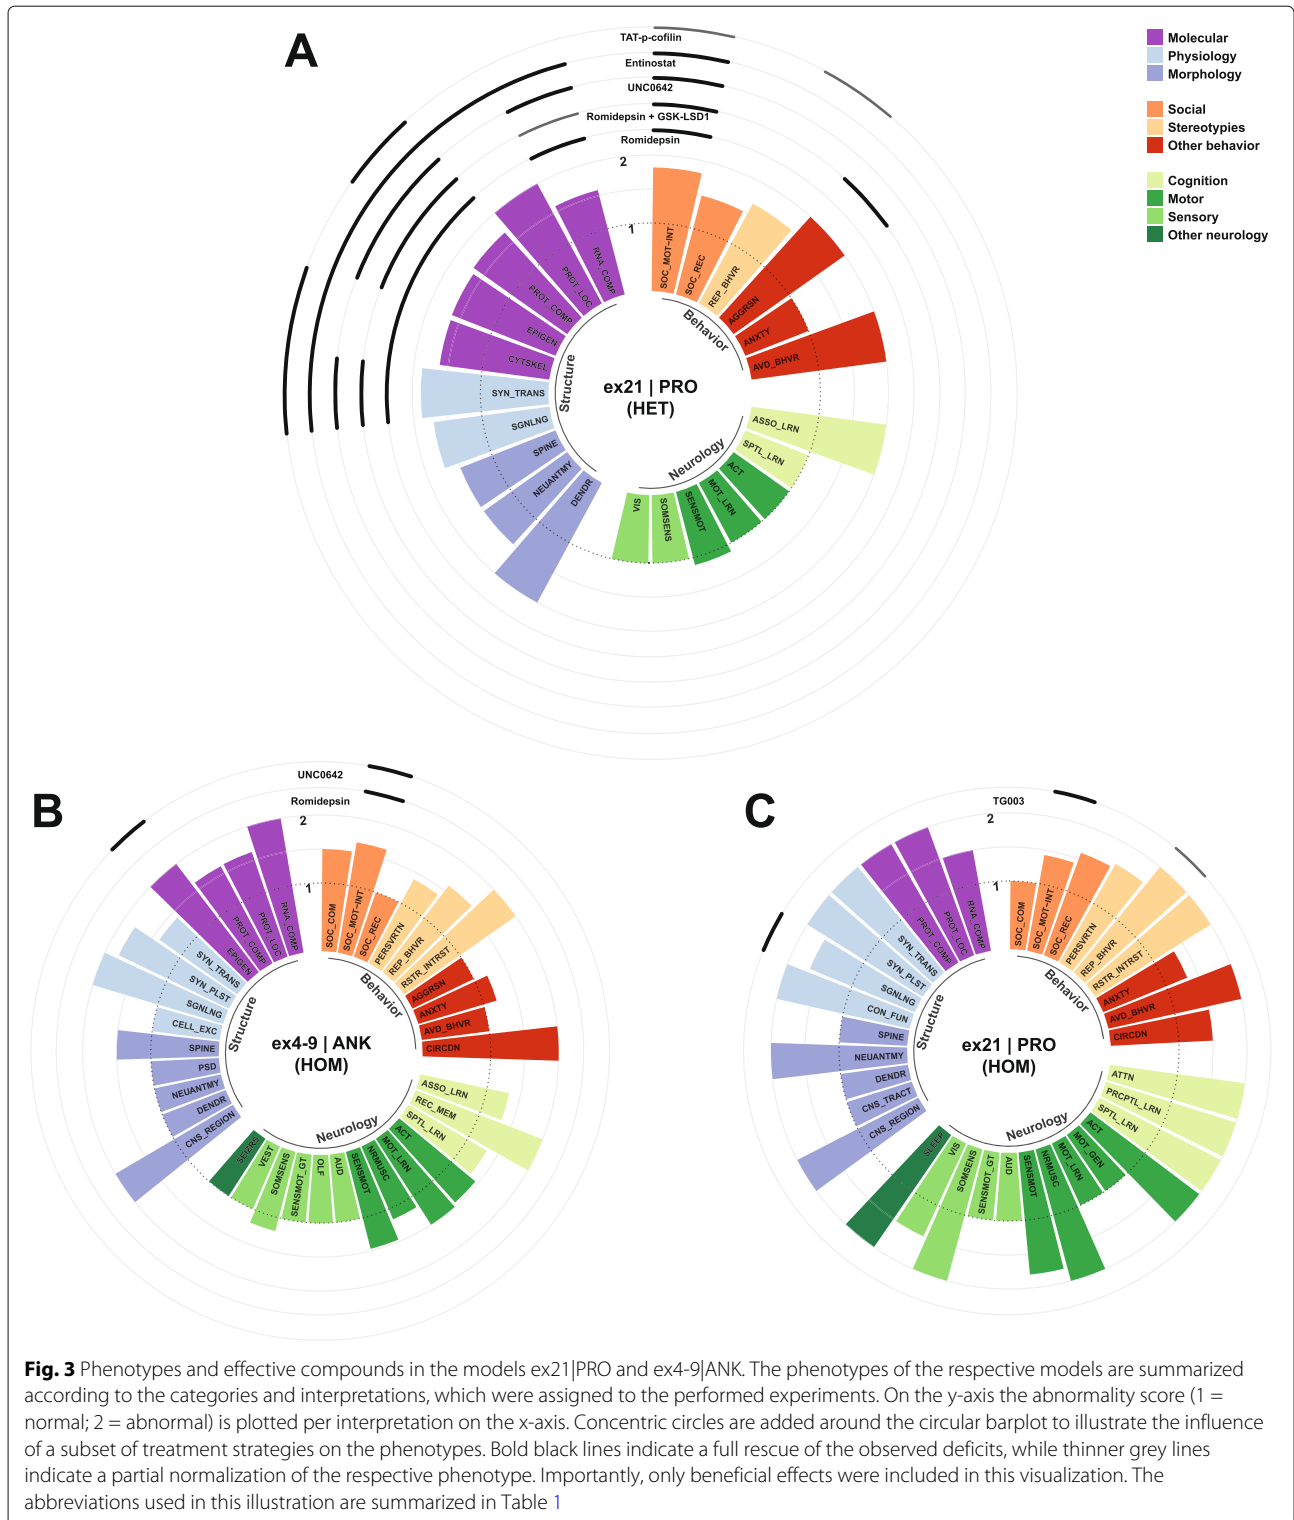 A
TAT-p-cofilin
Entinostat
UNC0642
Romidepsin + GSK-LSD1
Romidepsin
2
1
Molecular
Physiology
Morphology
Social
Stereotypies
Other behavior
Cognition
Motor
Sensory
Other neurology
SOC_MOT-INT
SOC_REC
REP_BHVR
AGGRSN
ANXTY
AVD_BHVR
Behavior
ASSO_LRN
SPTL_LRN
ACT
MOT_LRN
SENSMOT
SOMSENS
VIS
Neurology
DENDR
NEUANTMY
SPINE
SGNLNG
SYN_TRANS
CYTSKEL
EPIGEN
PROT_COMP
PROT_LOC
RNA_COMP
Structure
ex21 | PRO
(HET)
B
UNC0642
Romidepsin
2
1
SOC_COM
SOC_MOT-INT
SOC_REC
PERSVRTN
REP_BHVR
RSTR_INTRST
AGGRSN
ANXTY
AVD_BHVR
CIRCDN
Behavior
ASSO_LRN
REC_MEM
SPTL_LRN
ACT
MOT_LRN
NRMUSC
SENSMOT
AUD
OLF
SENSMOT_GT
SOMSENS
VEST
SEIZRS
Neurology
CNS_REGION
DENDR
NEUANTMY
PSD
SPINE
CELL_EXC
SGNLNG
SYN_PLST
SYN_TRANS
EPIGEN
PROT_COMP
PROT_LOC
RNA_COMP
Structure
ex4-9 | ANK
(HOM)
C
TG003
2
1
SOC_COM
SOC_MOT-INT
SOC_REC
PERSVRTN
REP_BHVR
RSTR_INTRST
ANXTY
AVD_BHVR
CIRCDN
Behavior
ATTN
PRCPTL_LRN
SPTL_LRN
ACT
MOT_GEN
MOT_LRN
NRMUSC
SENSMOT
AUD
SENSMOT_GT
SOMSENS
VIS
SLEEP
Neurology
CNS_REGION
CNS_TRACT
DENDR
NEUANTMY
SPINE
CON_FUN
SGNLNG
SYN_PLST
SYN_TRANS
PROT_COMP
PROT_LOC
RNA_COMP
Structure
ex21 | PRO
(HOM)
Fig. 3 Phenotypes and effective compounds in the models ex21|PRO and ex4-9|ANK. The phenotypes of the respective models are summarized
according to the categories and interpretations, which were assigned to the performed experiments. On the y-axis the abnormality score (1 =
normal; 2 = abnormal) is plotted per interpretation on the x-axis. Concentric circles are added around the circular barplot to illustrate the influence
of a subset of treatment strategies on the phenotypes. Bold black lines indicate a full rescue of the observed deficits, while thinner grey lines
indicate a partial normalization of the respective phenotype. Importantly, only beneficial effects were included in this visualization. The
abbreviations used in this illustration are summarized in Table 1